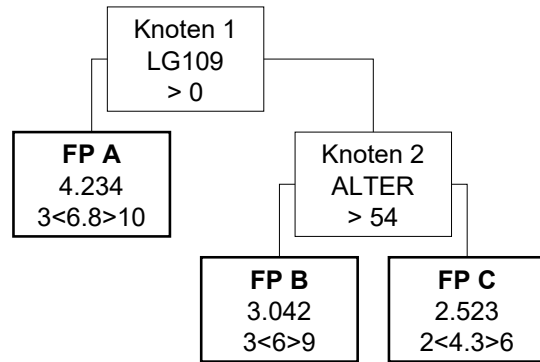 Knoten 1
LG109
> 0
FP A
4.234
3<6.8>10
Knoten 2
ALTER
> 54
FP B
3.042
3<6>9
FP C
2.523
2<4.3>6